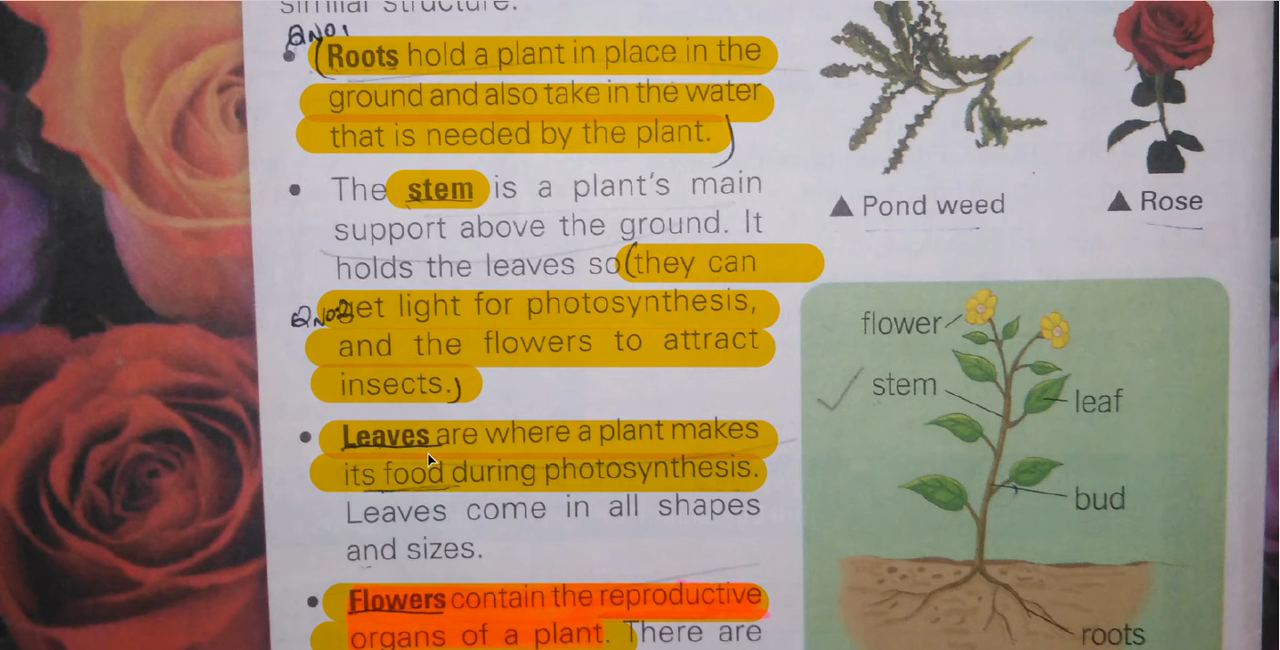 similar structure.
QNO1
Roots hold a plant in place in the
ground and also take in the water
that is needed by the plant.
The stem is a plant's main
support above the ground. It
holds the leaves so (they can
QNo2 get light for photosynthesis,
and the flowers to attract
insects.)
Leaves are where a plant makes
its food during photosynthesis.
Leaves come in all shapes
and sizes.
Flowers contain the reproductive
organs of a plant. There are
▲ Pond weed
▲ Rose
flower
stem
leaf
bud
roots